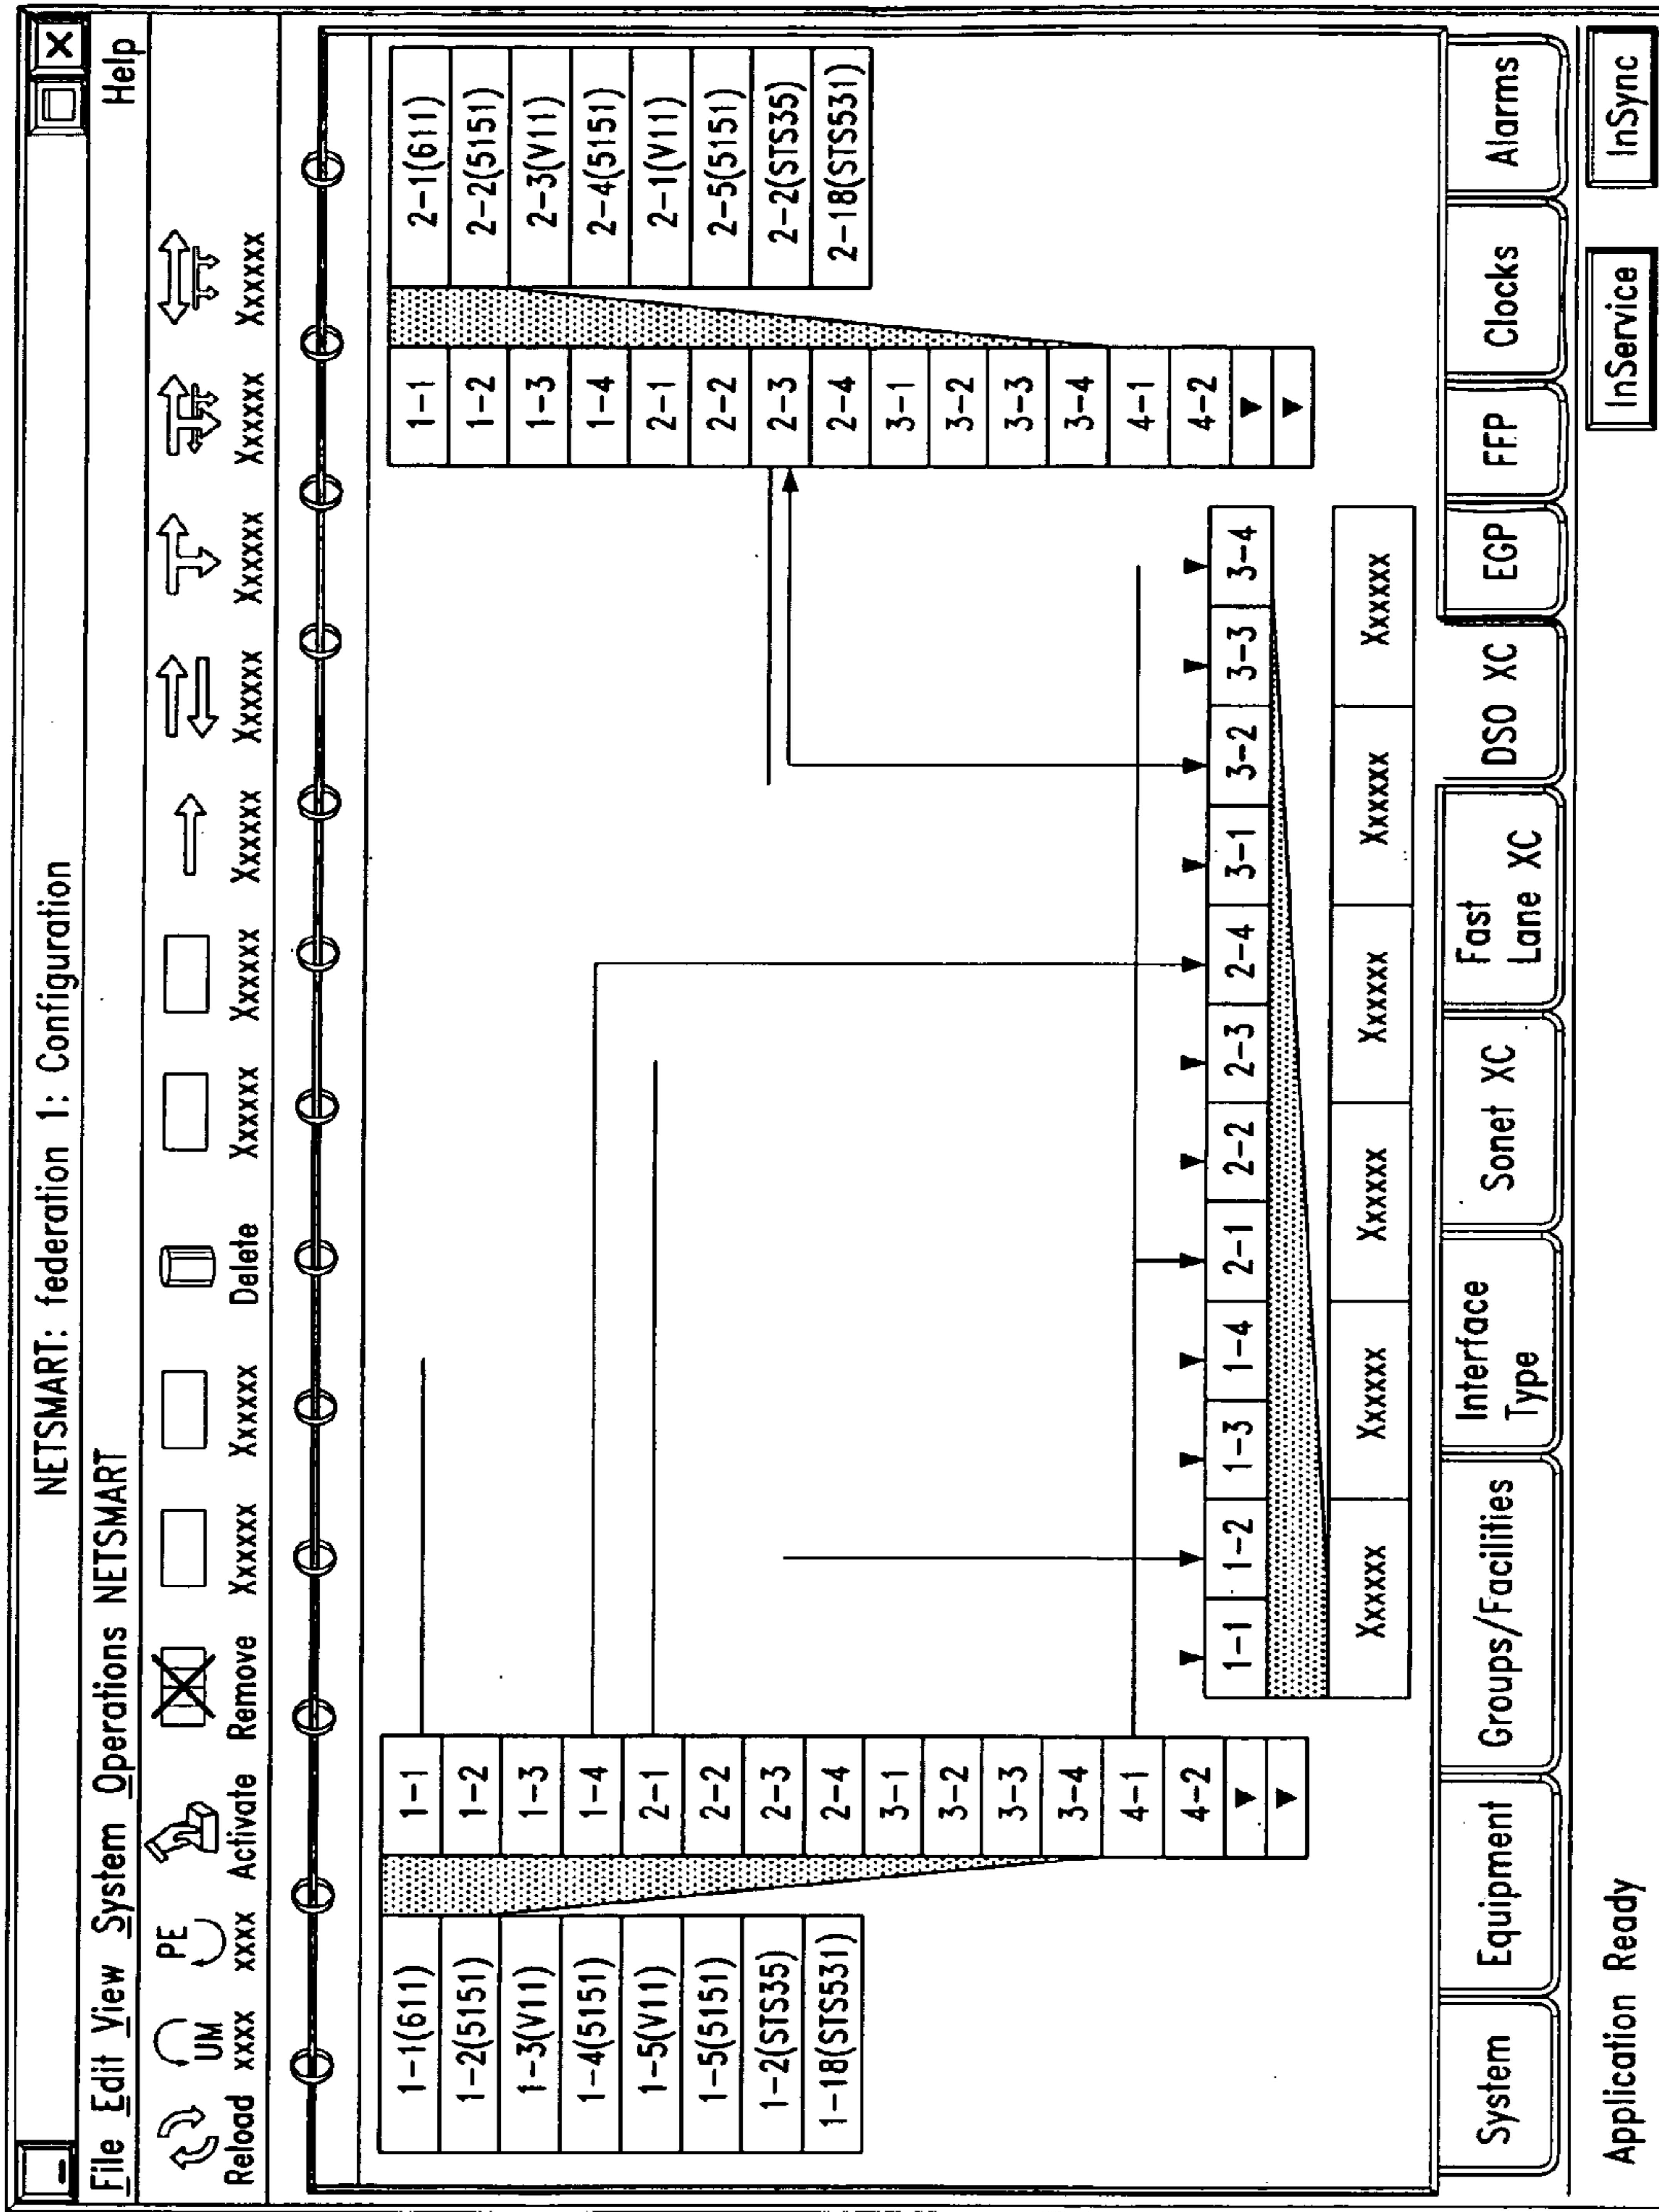 NETSMART: federation 1: Configuration
File Edit View System Operations NETSMART Help
UM PE
Reload xxxx xxxx Activate Remove Xxxxxx Xxxxxx Delete Xxxxxx Xxxxxx Xxxxxx Xxxxxx Xxxxxx Xxxxxx Xxxxxx
1-1(611)
1-2(5151)
1-3(V11)
1-4(5151)
1-5(V11)
1-5(5151)
1-2(STS35)
1-18(STS531)
1-1
1-2
1-3
1-4
2-1
2-2
2-3
2-4
3-1
3-2
3-3
3-4
4-1
4-2
1-1 1-2 1-3 1-4 2-1 2-2 2-3 2-4 3-1 3-2 3-3 3-4
Xxxxxx Xxxxxx Xxxxxx Xxxxxx Xxxxxx Xxxxxx
1-1
1-2
1-3
1-4
2-1
2-2
2-3
2-4
3-1
3-2
3-3
3-4
4-1
4-2
2-1(611)
2-2(5151)
2-3(V11)
2-4(5151)
2-1(V11)
2-5(5151)
2-2(STS35)
2-18(STS531)
System
Equipment
Groups/Facilities
Interface
Type
Sonet XC
Fast
Lane XC
DSO XC
EGP
FFP
Clocks
Alarms
Application Ready
InService
InSync